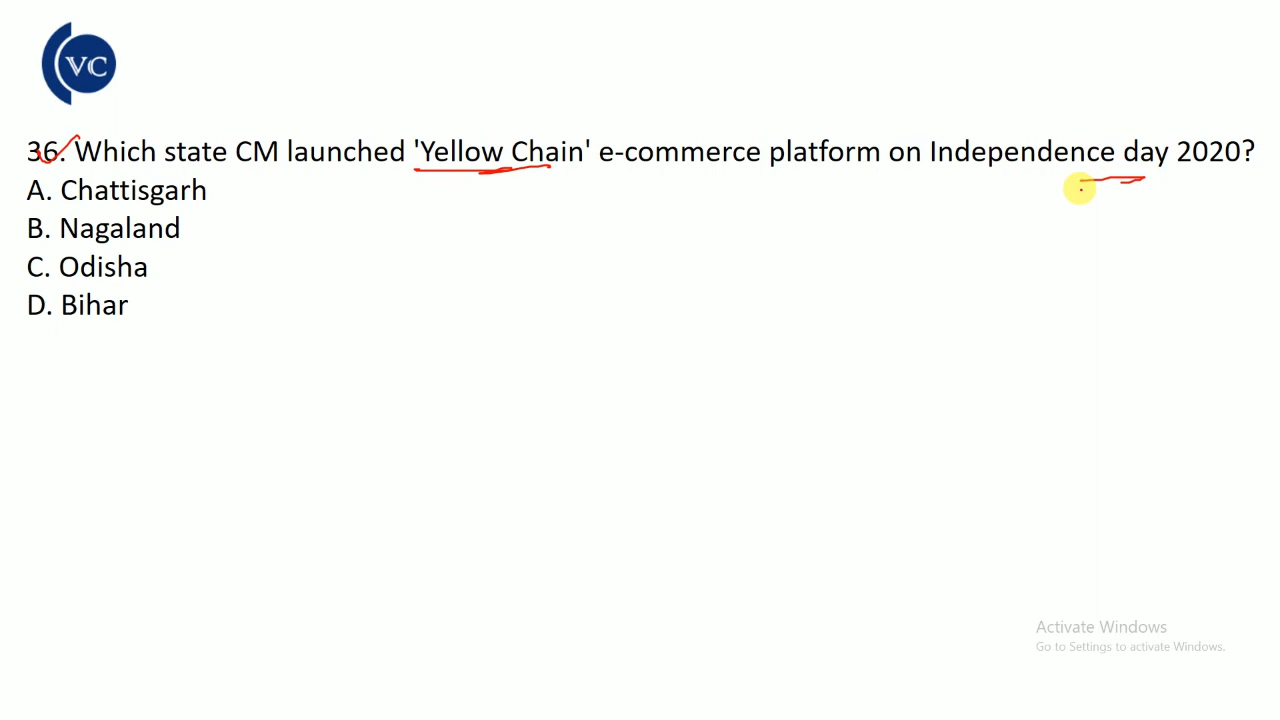 VC
36. Which state CM launched 'Yellow Chain' e-commerce platform on Independence day 2020?
A. Chattisgarh
B. Nagaland
C. Odisha
D. Bihar
Activate Windows
Go to Settings to activate Windows.